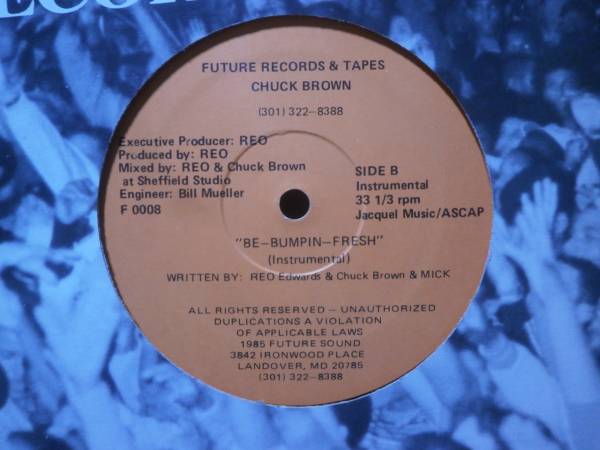 FUTURE RECORDS & TAPES
CHUCK BROWN
(301) 322-8388
Executive Producer: REO
Produced by: REO
Mixed by: REO & Chuck Brown
at Sheffield Studio
Engineer: Bill Mueller
F 0008
SIDE B
Instrumental
33 1/3 rpm
Jacquel Music/ASCAP
"BE-BUMPIN-FRESH"
(Instrumental)
WRITTEN BY: REO Edwards & Chuck Brown & MICK
ALL RIGHTS RESERVED - UNAUTHORIZED
DUPLICATIONS A VIOLATION
OF APPLICABLE LAWS
1985 FUTURE SOUND
3842 IRONWOOD PLACE
LANDOVER, MD 20785
(301) 322-8388